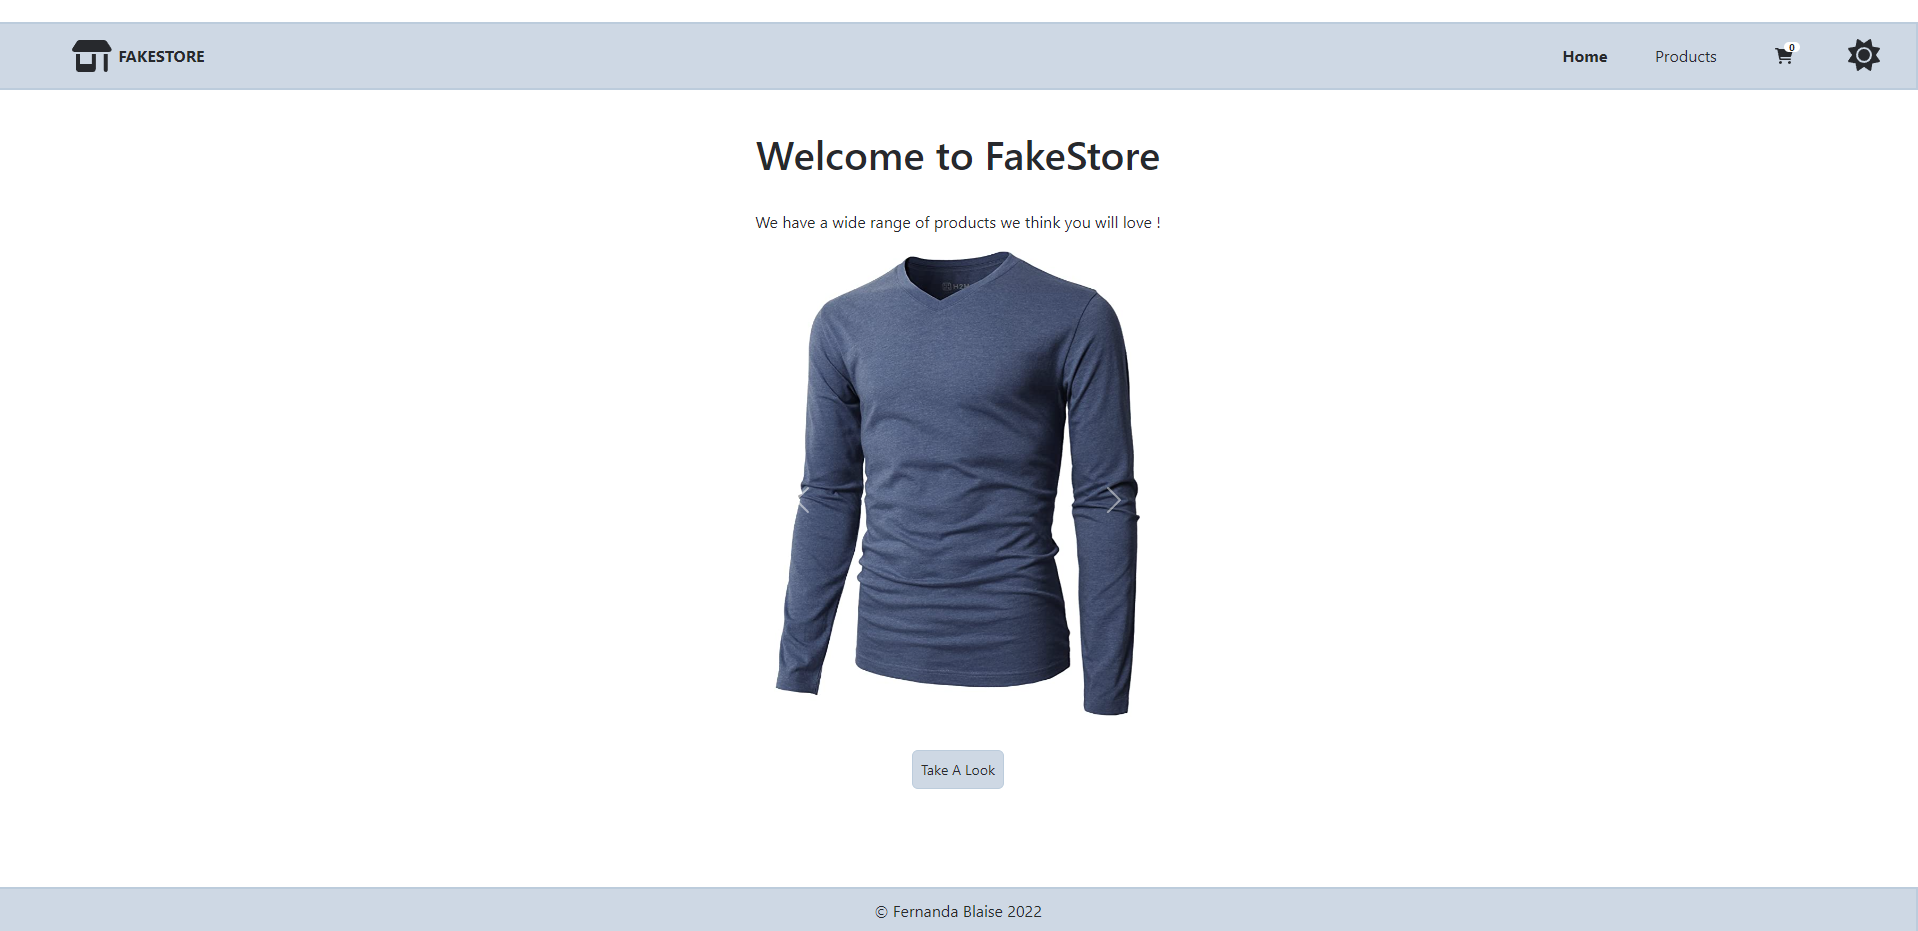 FAKESTORE
Home
Products
0
Welcome to FakeStore
We have a wide range of products we think you will love !
Take A Look
© Fernanda Blaise 2022